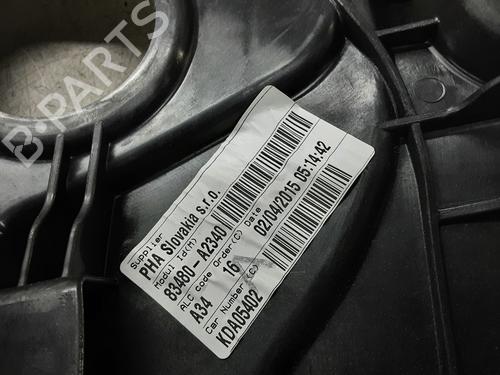 B-PARTS
Supplier
PHA Slovakia s.r.o.
Modul Id(M)
83480-A2340
ALC code Order(C) Date
A34 16 02/04/2015 05:14:42
Car Number (C)
KDA05402